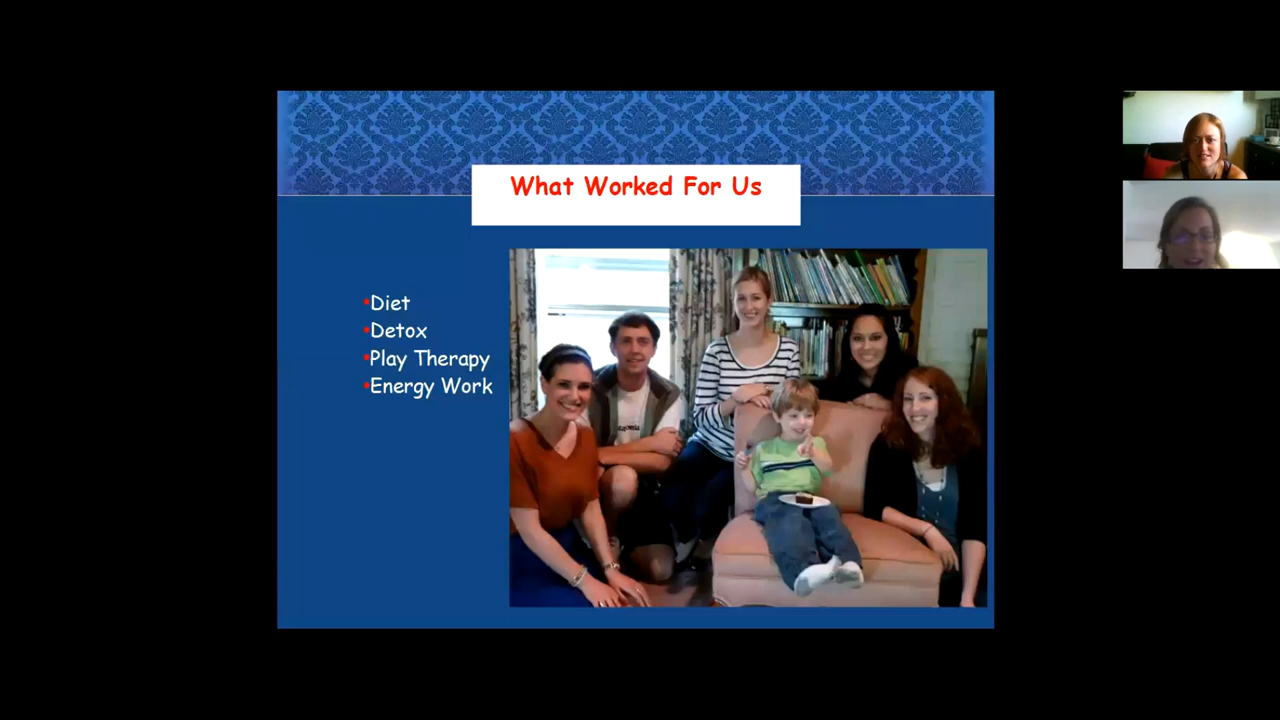 What Worked For Us
•Diet
•Detox
•Play Therapy
•Energy Work